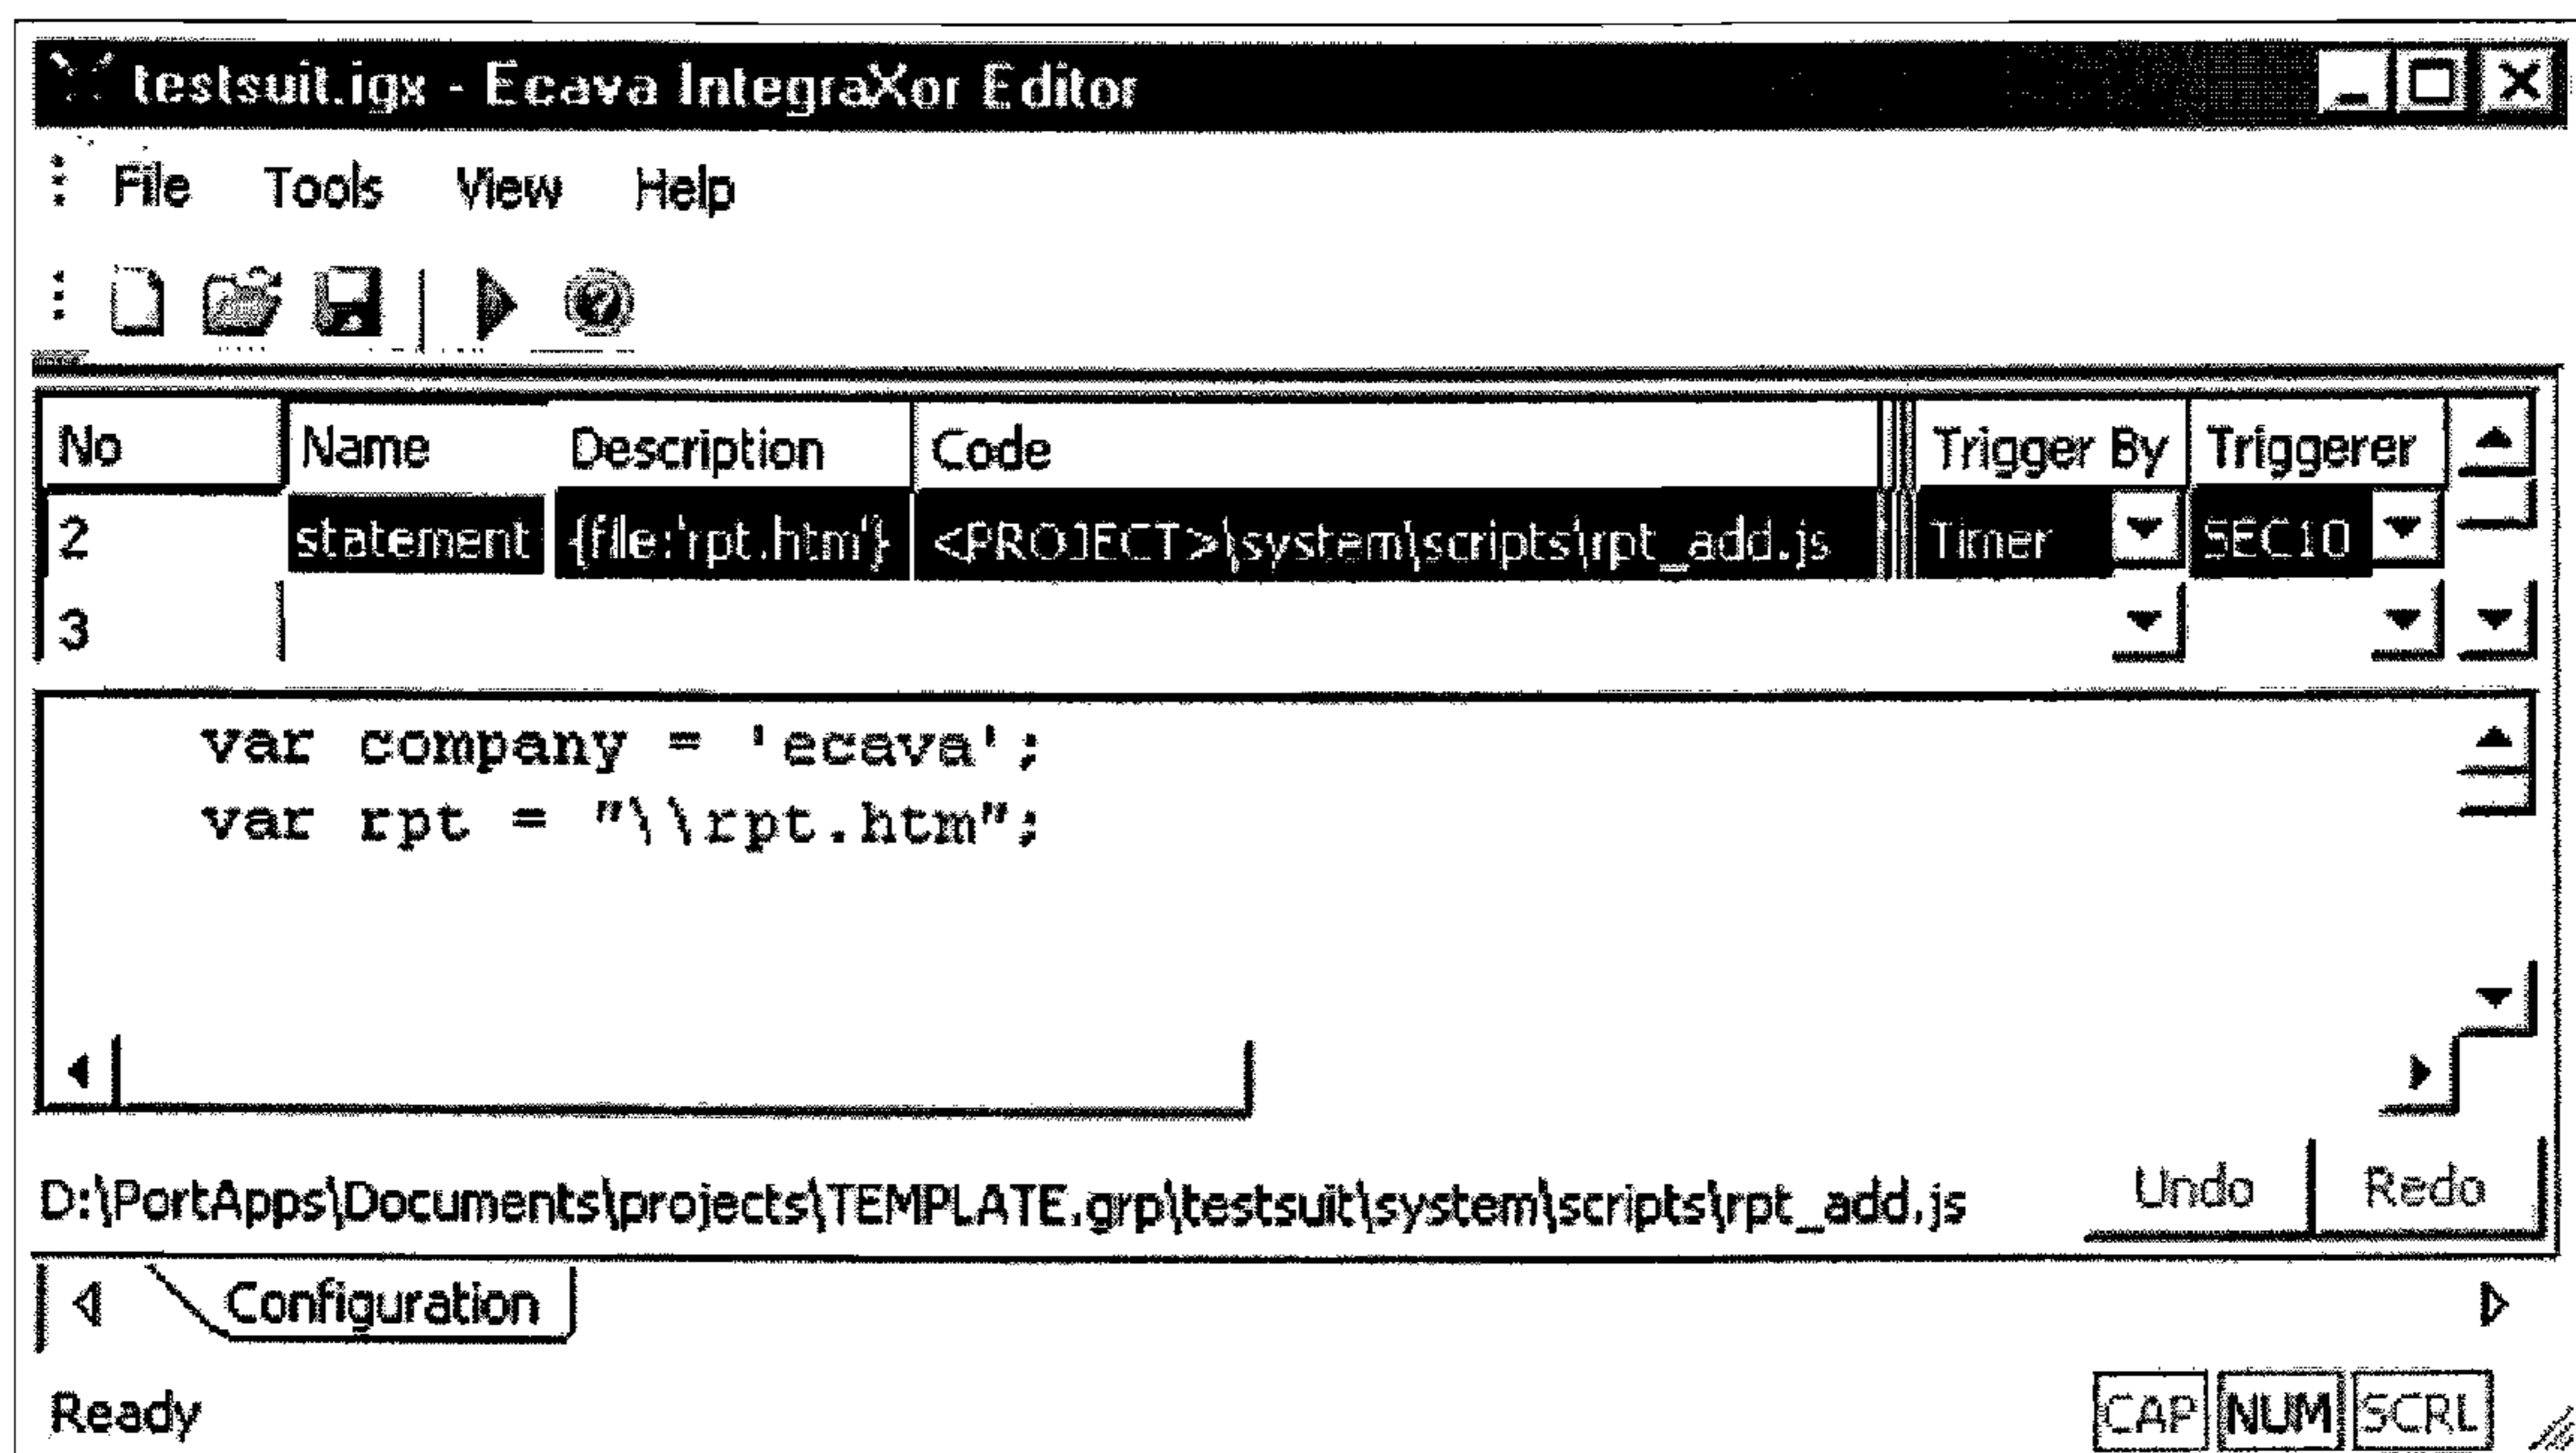 testsuit.igx - Ecava IntegraXor Editor
File Tools View Help
No Name Description Code Trigger By Triggerer
2 statement {file:'rpt.htm'} <PROJECT>\system\scripts\rpt_add.js Timer SEC10
3
var company = 'ecava';
var rpt = "\\rpt.htm";
D:\PortApps\Documents\projects\TEMPLATE.grp\testsuit\system\scripts\rpt_add.js Undo Redo
Configuration
Ready CAP NUM SCRL